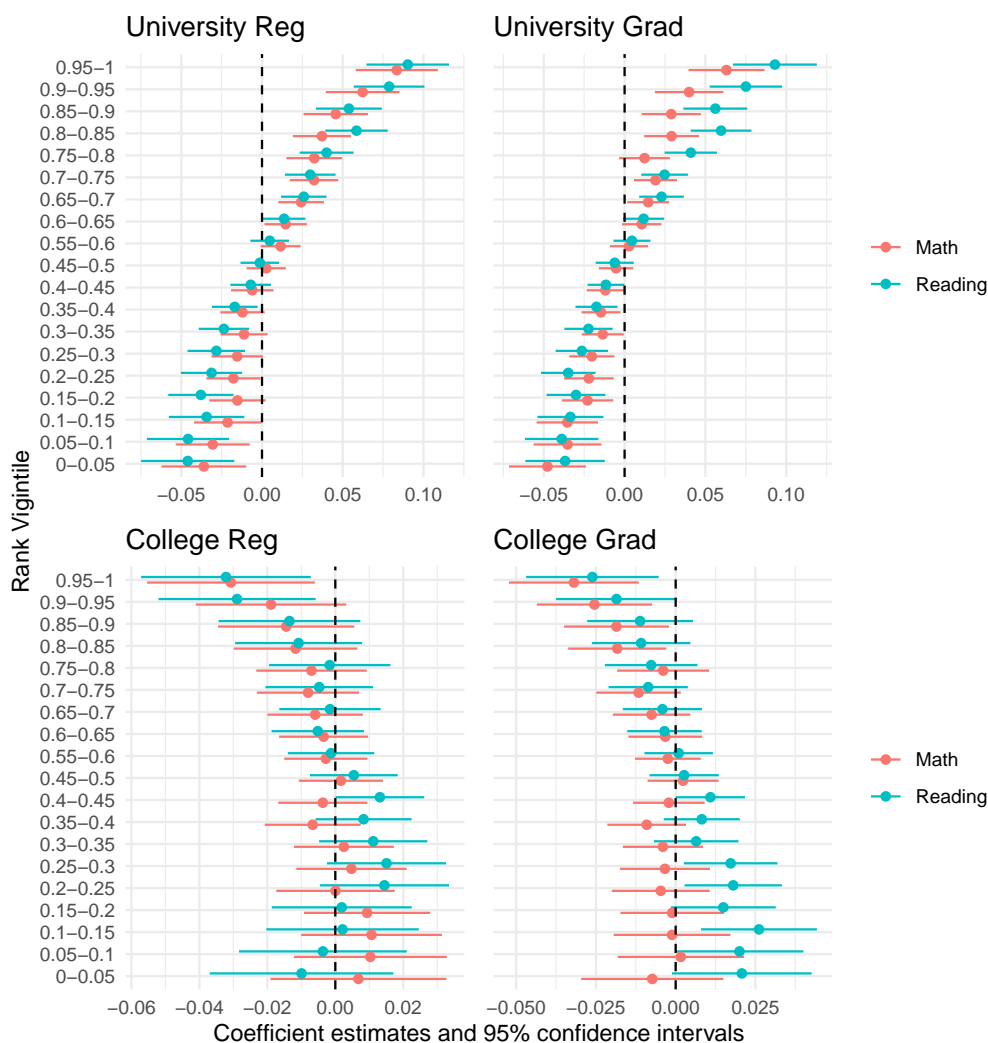 University Reg
University Grad
0.95−1
0.9−0.95
0.85−0.9
0.8−0.85
0.75−0.8
0.7−0.75
0.65−0.7
0.6−0.65
0.55−0.6
0.45−0.5
0.4−0.45
0.35−0.4
0.3−0.35
0.25−0.3
0.2−0.25
0.15−0.2
0.1−0.15
0.05−0.1
0−0.05
−0.05 0.00 0.05 0.10
−0.05 0.00 0.05 0.10
Math
Reading
Rank Vigintile
College Reg
College Grad
0.95−1
0.9−0.95
0.85−0.9
0.8−0.85
0.75−0.8
0.7−0.75
0.65−0.7
0.6−0.65
0.55−0.6
0.45−0.5
0.4−0.45
0.35−0.4
0.3−0.35
0.25−0.3
0.2−0.25
0.15−0.2
0.1−0.15
0.05−0.1
0−0.05
−0.06 −0.04 −0.02 0.00 0.02
−0.050 −0.025 0.000 0.025
Math
Reading
Coefficient estimates and 95% confidence intervals